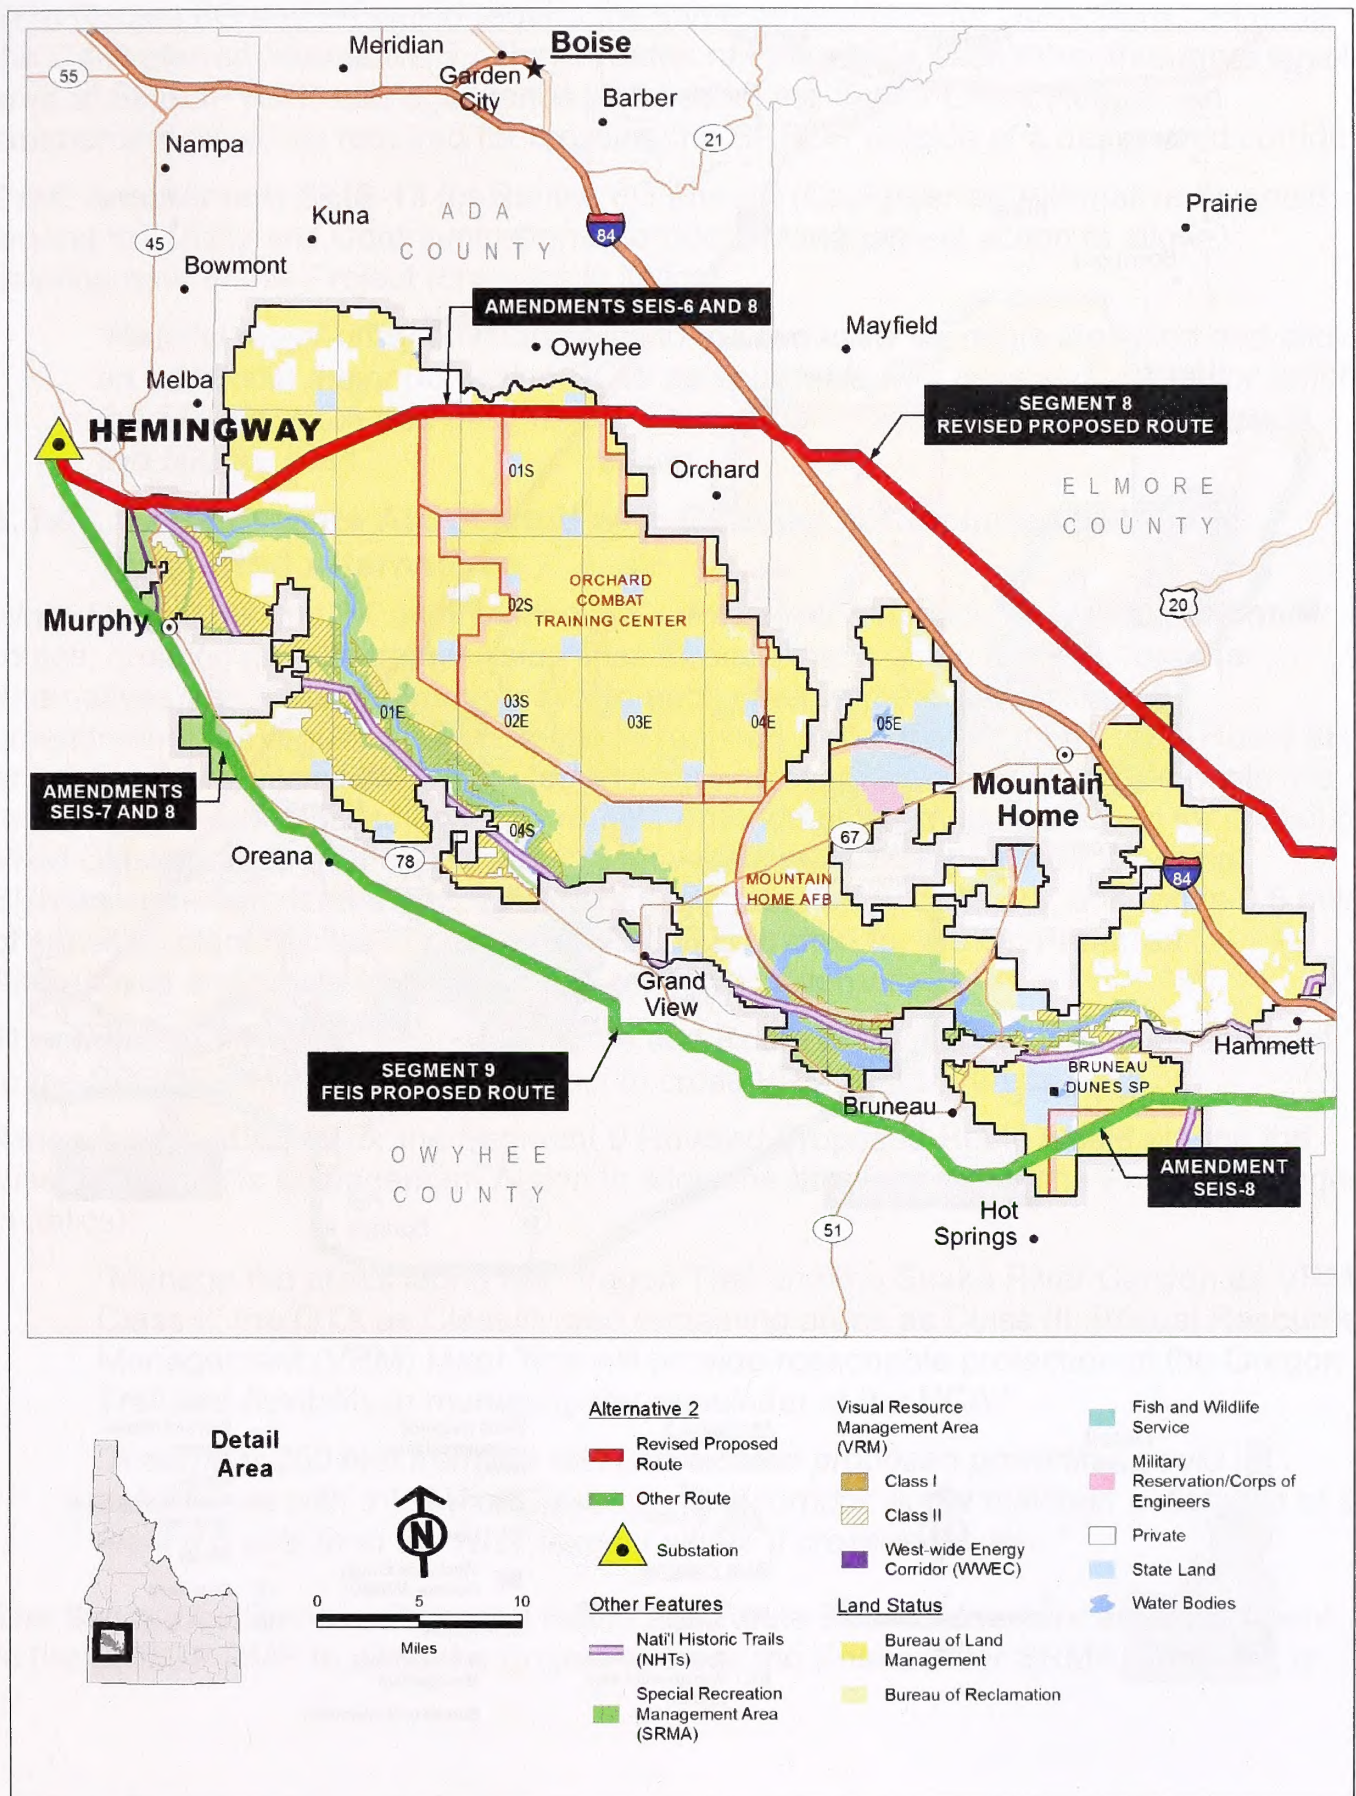 Meridian
Boise
55
Garden
City
Barber
21
Nampa
Prairie
Kuna
ADA
COUNTY
84
45
Bowmont
AMENDMENTS SEIS-6 AND 8
Mayfield
Owyhee
Melba
SEGMENT 8
REVISED PROPOSED ROUTE
HEMINGWAY
01S
Orchard
ELMORE
COUNTY
ORCHARD
COMBAT
TRAINING CENTER
02S
20
Murphy
03S
02E
01E
03E
04E
05E
AMENDMENTS
SEIS-7 AND 8
Mountain
Home
04S
67
Oreana
78
84
MOUNTAIN
HOME AFB
Grand
View
Hammett
SEGMENT 9
FEIS PROPOSED ROUTE
BRUNEAU
DUNES SP
Bruneau
OWYHEE
COUNTY
AMENDMENT
SEIS-8
Hot
Springs
51
Detail
Area
N
0 5 10
Miles
Alternative 2
Revised Proposed
Route
Other Route
Substation
Other Features
Nati'l Historic Trails
(NHTs)
Special Recreation
Management Area
(SRMA)
Visual Resource
Management Area
(VRM)
Class I
Class II
West-wide Energy
Corridor (WWEC)
Land Status
Bureau of Land
Management
Bureau of Reclamation
Fish and Wildlife
Service
Military
Reservation/Corps of
Engineers
Private
State Land
Water Bodies